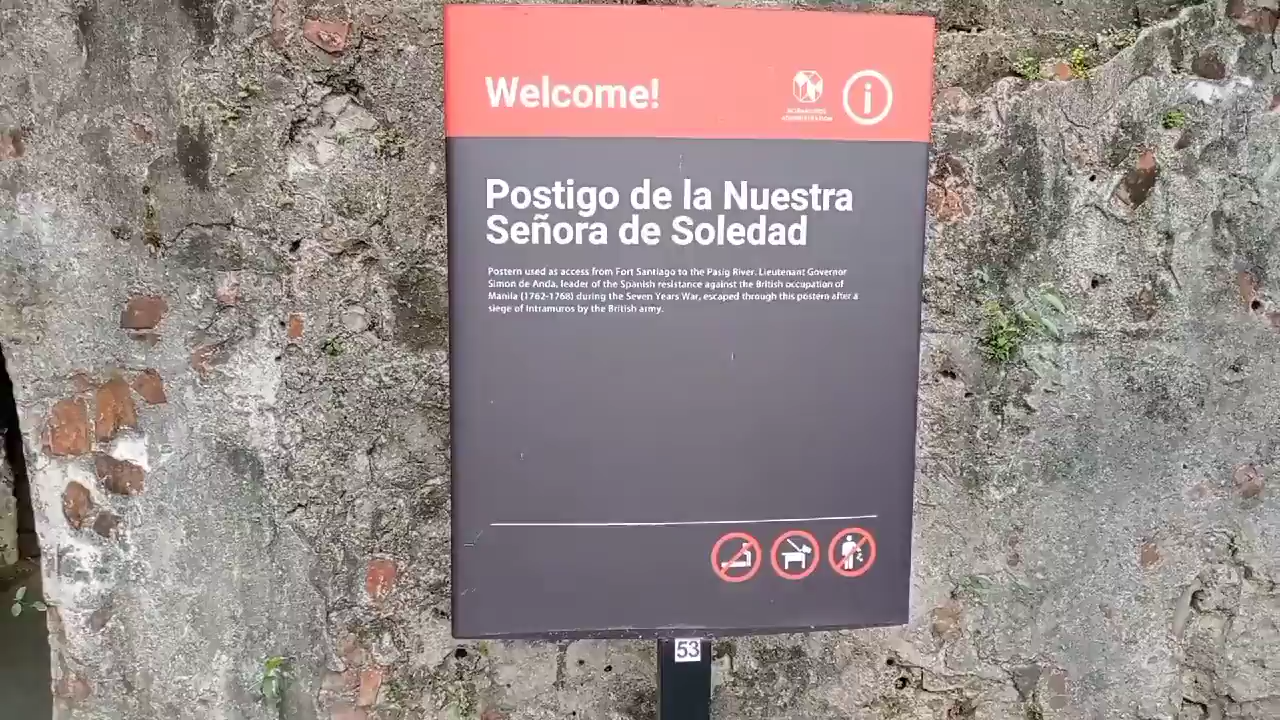 Welcome!
INTRAMUROS
ADMINISTRATION
i
Postigo de la Nuestra
Señora de Soledad
Postern used as access from Fort Santiago to the Pasig River. Lieutenant Governor
Simon de Anda, leader of the Spanish resistance against the British occupation of
Manila (1762-1768) during the Seven Years War, escaped through this postern after a
siege of Intramuros by the British army.
53